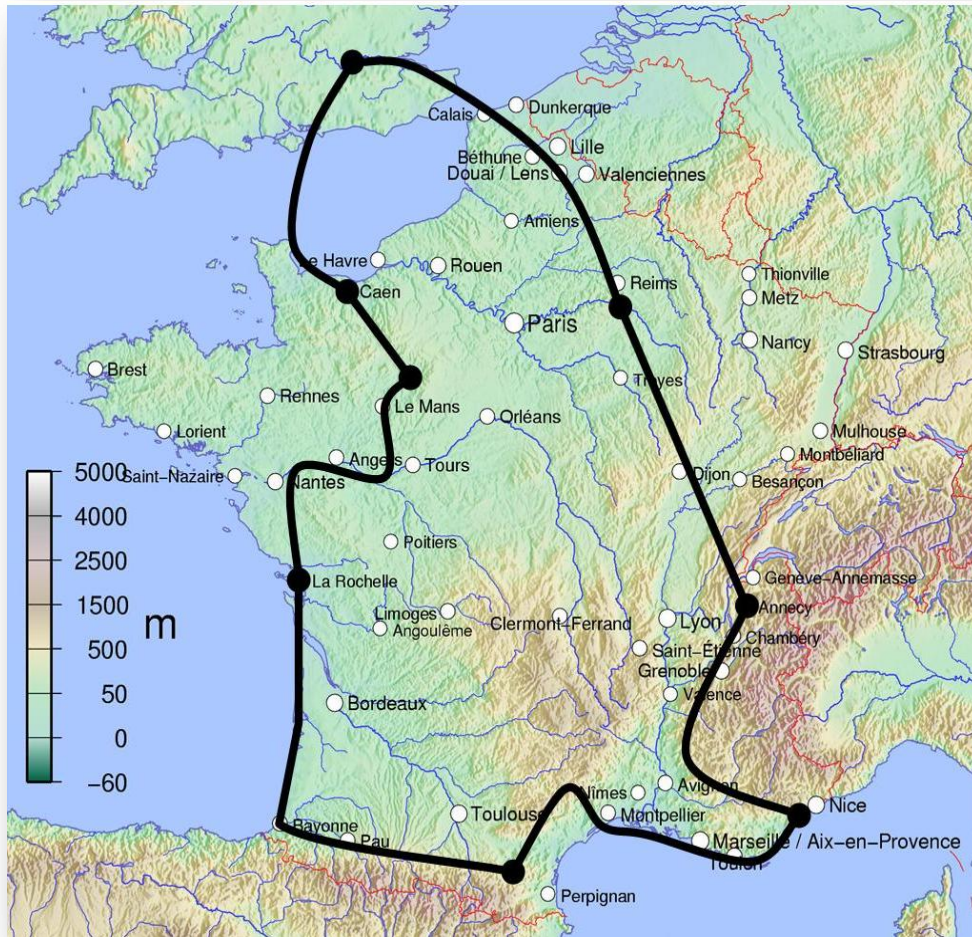 Dunkerque
Calais
Lille
Béthune
Douai / Lens
Valenciennes
Amiens
e Havre
Rouen
Thionville
Reims
Caen
Metz
Paris
Nancy
Strasbourg
Brest
Troyes
Rennes
Le Mans
Orléans
Lorient
Mulhouse
Montbéliard
Angers
Tours
Dijon
Besançon
Saint-Nazaire
Nantes
5000
4000
2500
1500
500
50
0
-60
m
Poitiers
La Rochelle
Genève-Annemasse
Annecy
Limoges
Angoulême
Clermont-Ferrand
Lyon
Chambéry
Saint-Étienne
Grenoble
Valence
Bordeaux
Avignon
Nîmes
Nice
Toulouse
Montpellier
Bayonne
Pau
Marseille / Aix-en-Provence
Toulon
Perpignan